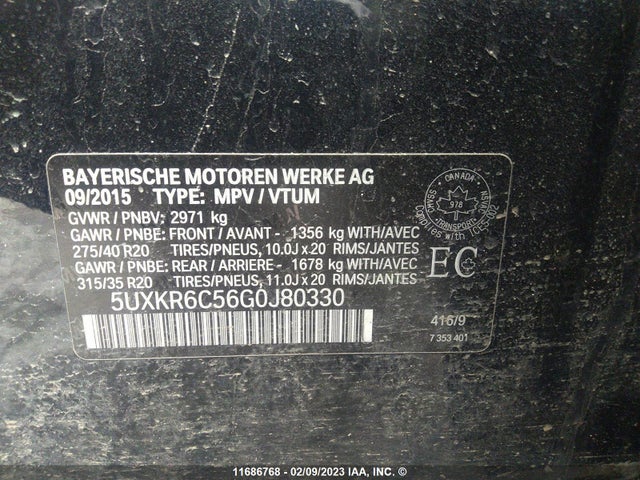 BAYERISCHE MOTOREN WERKE AG
09/2015 TYPE: MPV / VTUM
GVWR / PNBV: 2971 kg
GAWR / PNBE: FRONT / AVANT - 1356 kg WITH/AVEC
275/40 R20 TIRES/PNEUS, 10.0J x 20 RIMS/JANTES
GAWR / PNBE: REAR / ARRIERE - 1678 kg WITH/AVEC
315/35 R20 TIRES/PNEUS, 11.0J x 20 RIMS/JANTES
5UXKR6C56G0J80330
CANADA
978
TRANSPORT
EC
416/9
7 353 401
11686768 - 02/09/2023 IAA, INC. ©